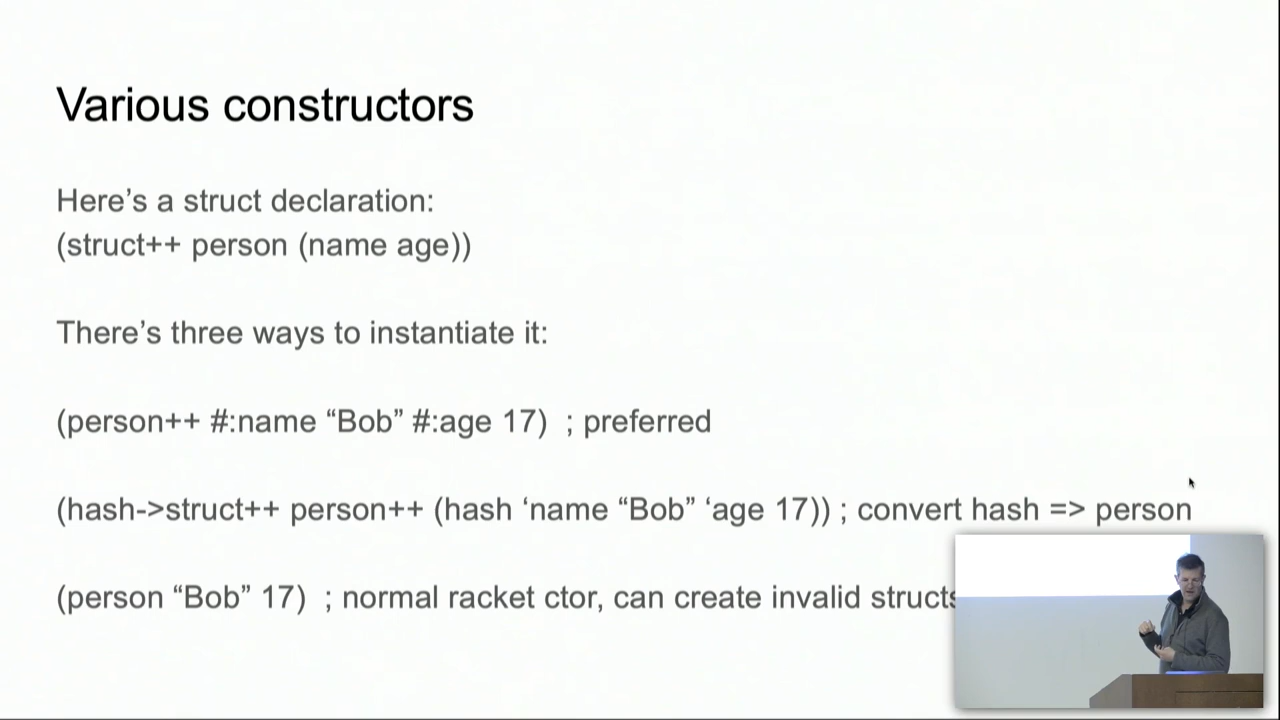 Various constructors
Here’s a struct declaration:
(struct++ person (name age))
There’s three ways to instantiate it:
(person++ #:name “Bob” #:age 17)  ; preferred
(hash->struct++ person++ (hash ‘name “Bob” ‘age 17)) ; convert hash => person
(person “Bob” 17)  ; normal racket ctor, can create invalid structs